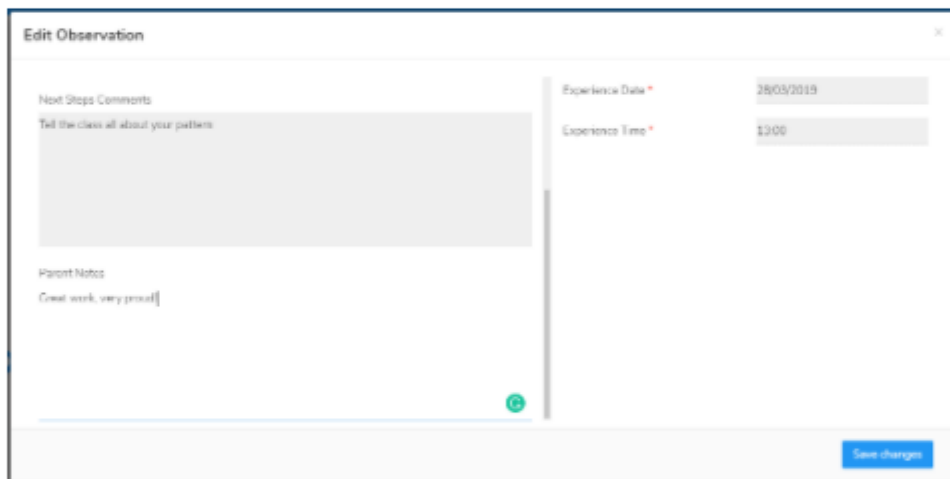 Edit Observation
×
Next Steps Comments
Tell the class all about your pattern
Parent Notes
Great work, very proud!
Experience Date *
28/03/2019
Experience Time *
13:00
Save changes